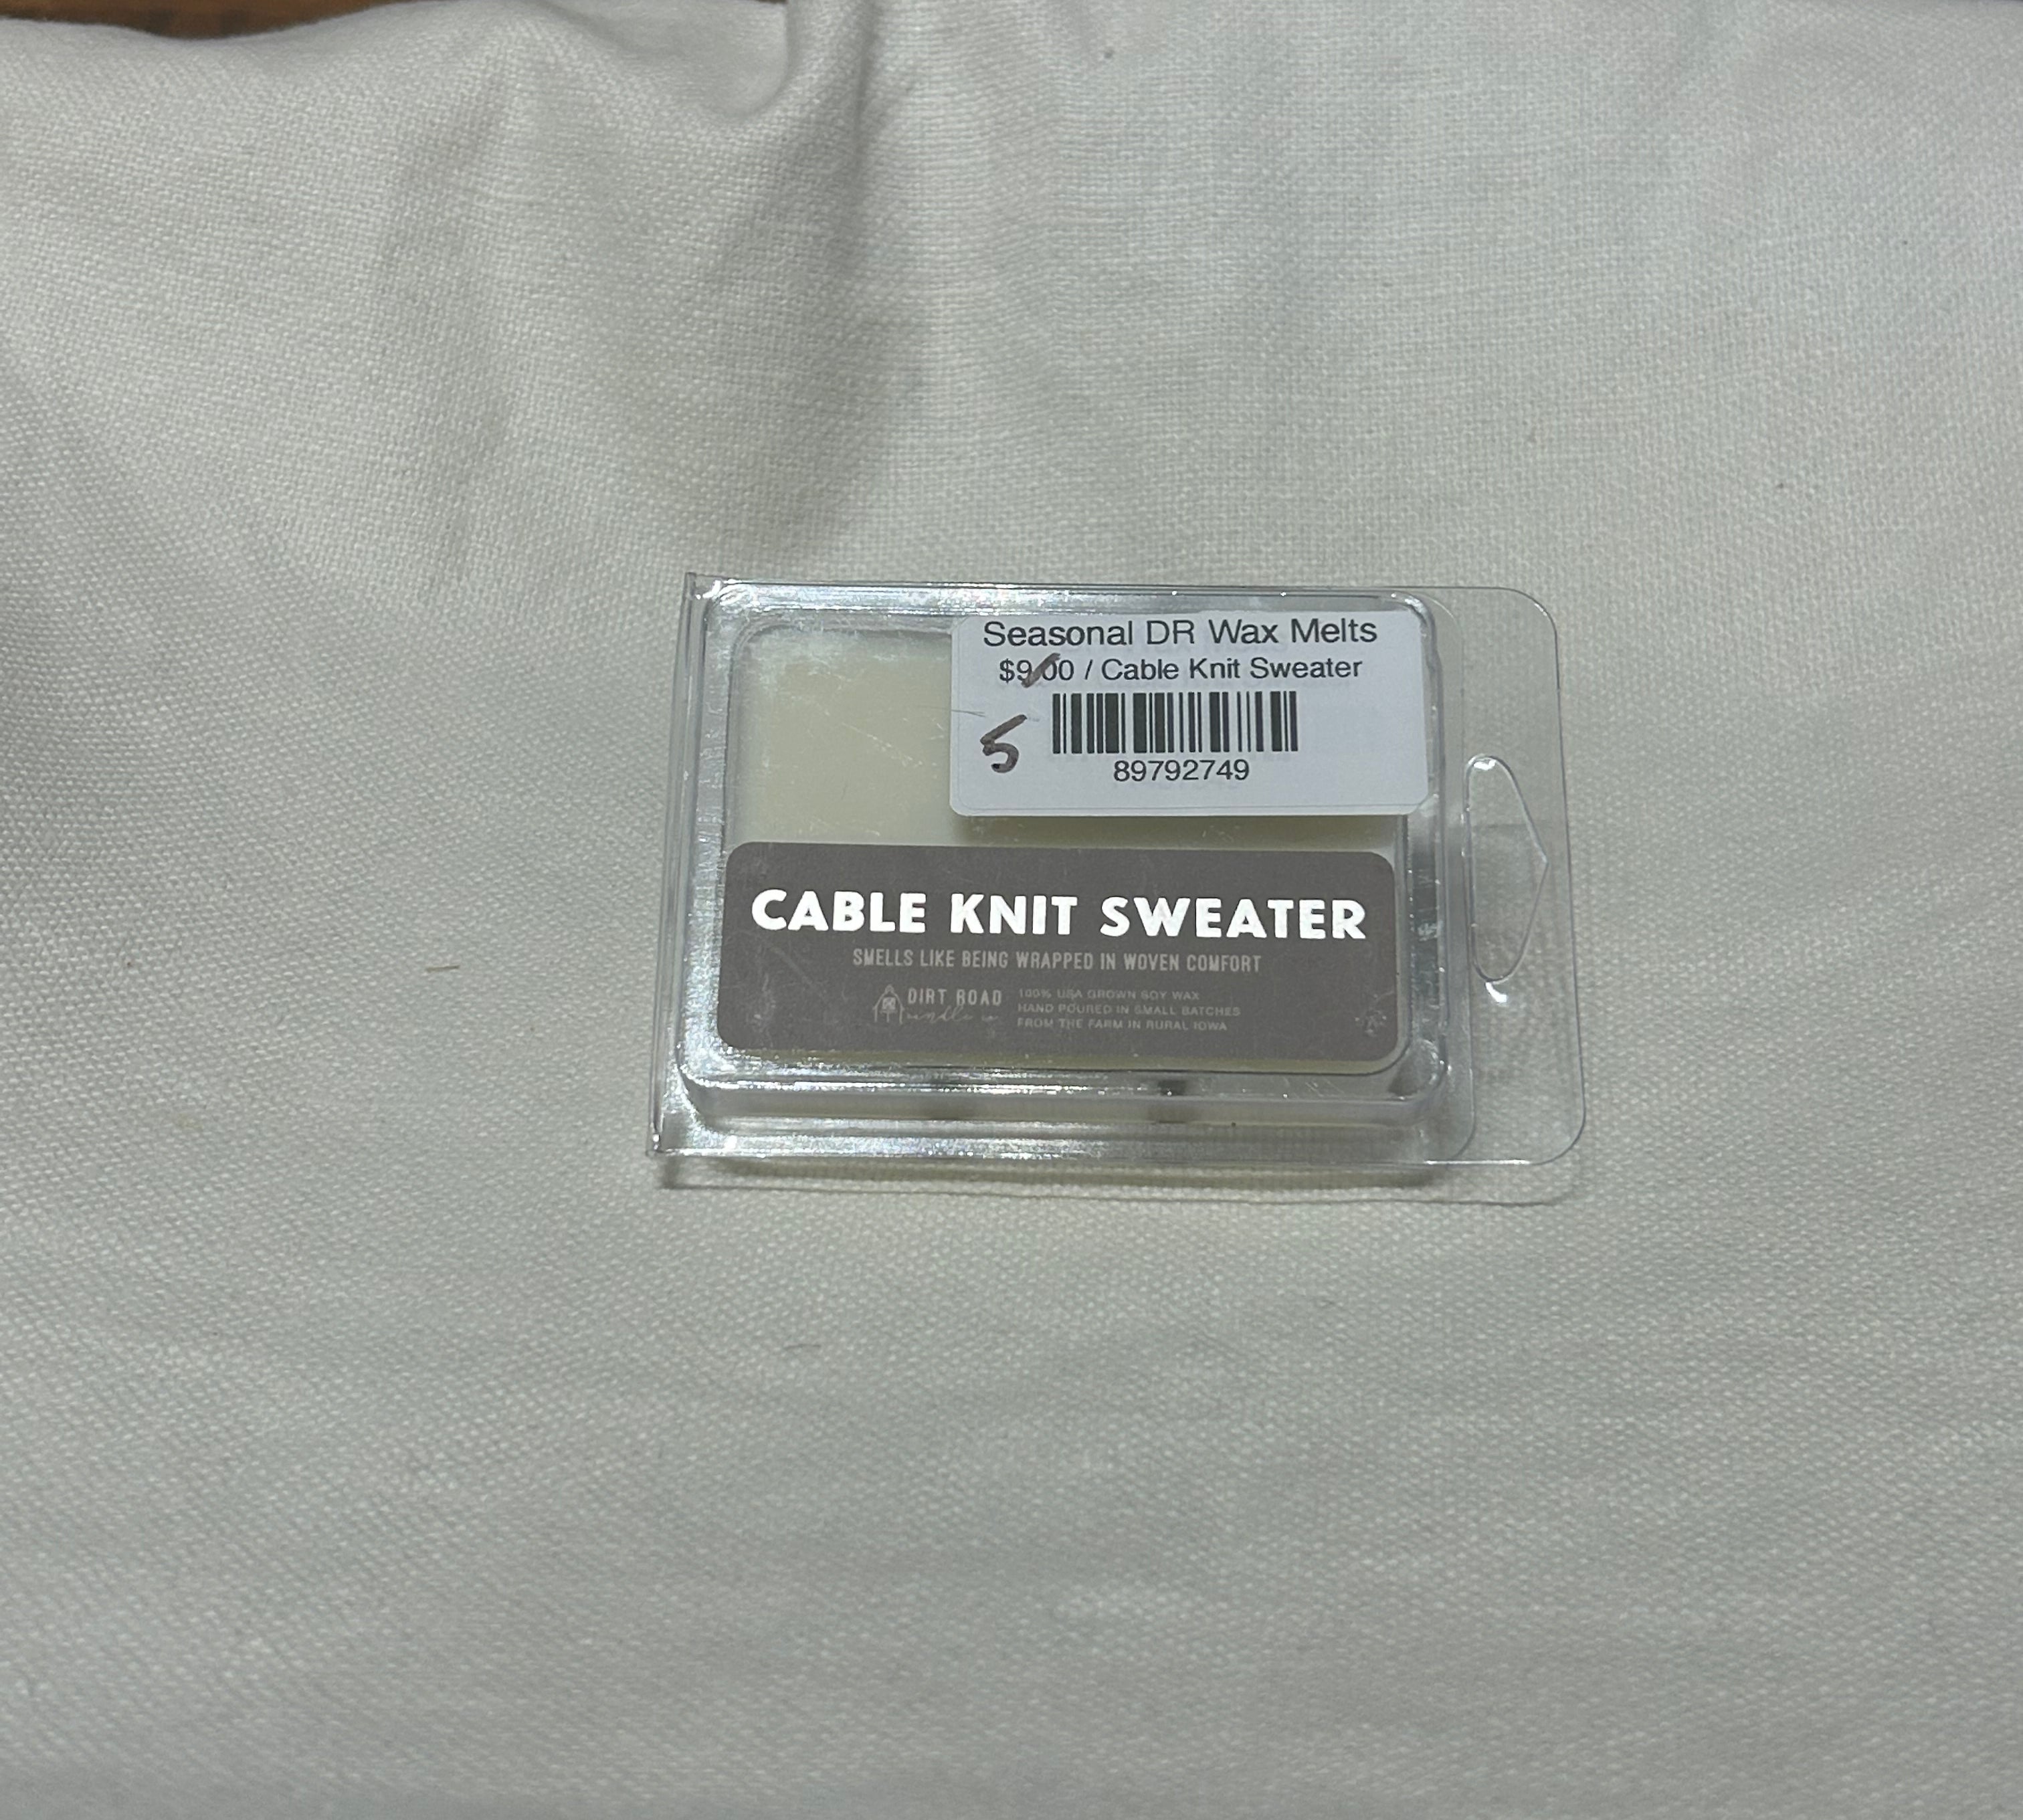 Seasonal DR Wax Melts
$9.00 / Cable Knit Sweater
5
89792749
CABLE KNIT SWEATER
SMELLS LIKE BEING WRAPPED IN WOVEN COMFORT
DIRT ROAD
candle co.
100% USA GROWN SOY WAX
HAND POURED IN SMALL BATCHES
FROM THE FARM IN RURAL IOWA